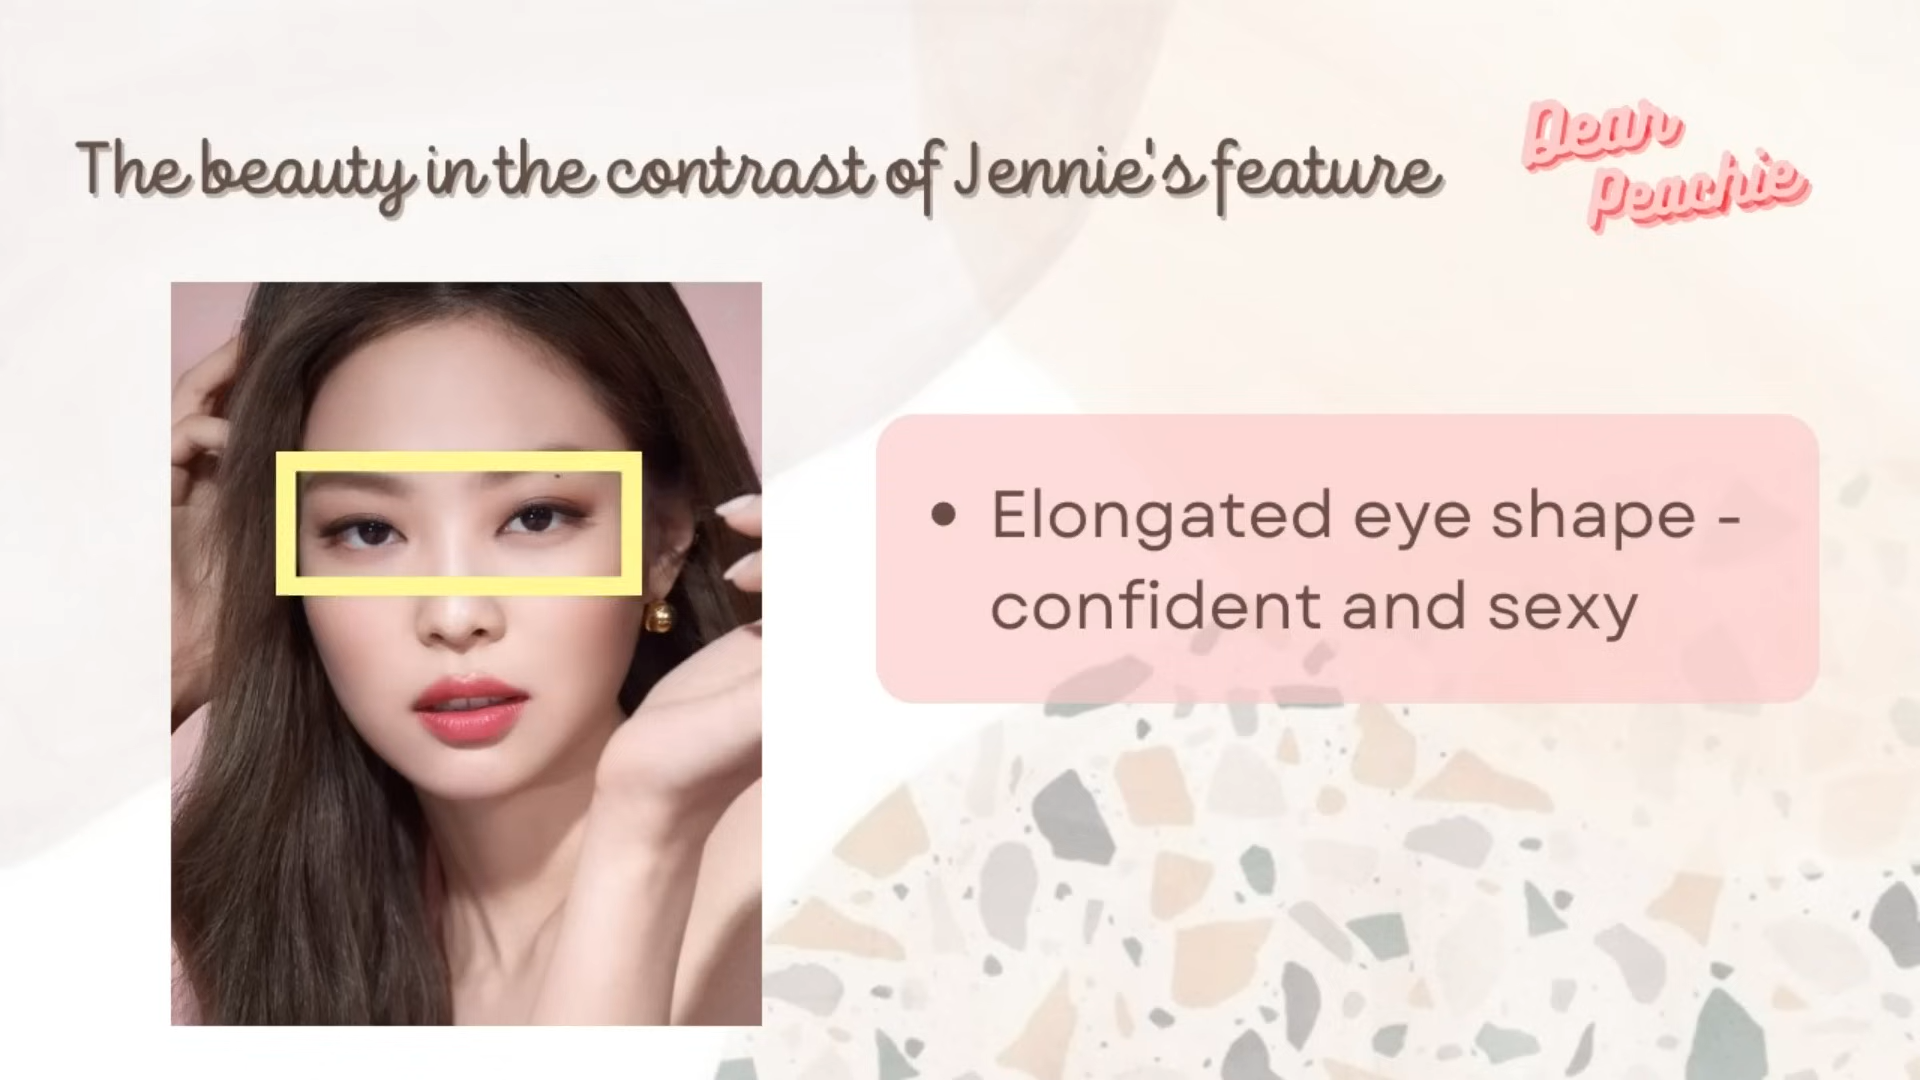 The beauty in the contrast of Jennie's feature
Dear
Peachie
• Elongated eye shape -
confident and sexy